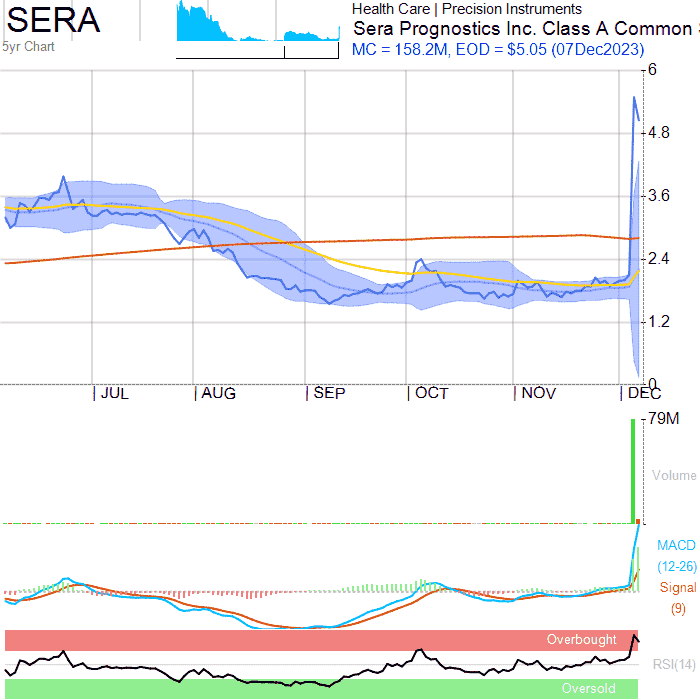 SERA
5yr Chart
Health Care | Precision Instruments
Sera Prognostics Inc. Class A Common
MC = 158.2M, EOD = $5.05 (07Dec2023)
6
4.8
3.6
2.4
1.2
0
JUL AUG SEP OCT NOV DEC
79M
Volume
MACD
(12-26)
Signal
(9)
Overbought
RSI(14)
Oversold